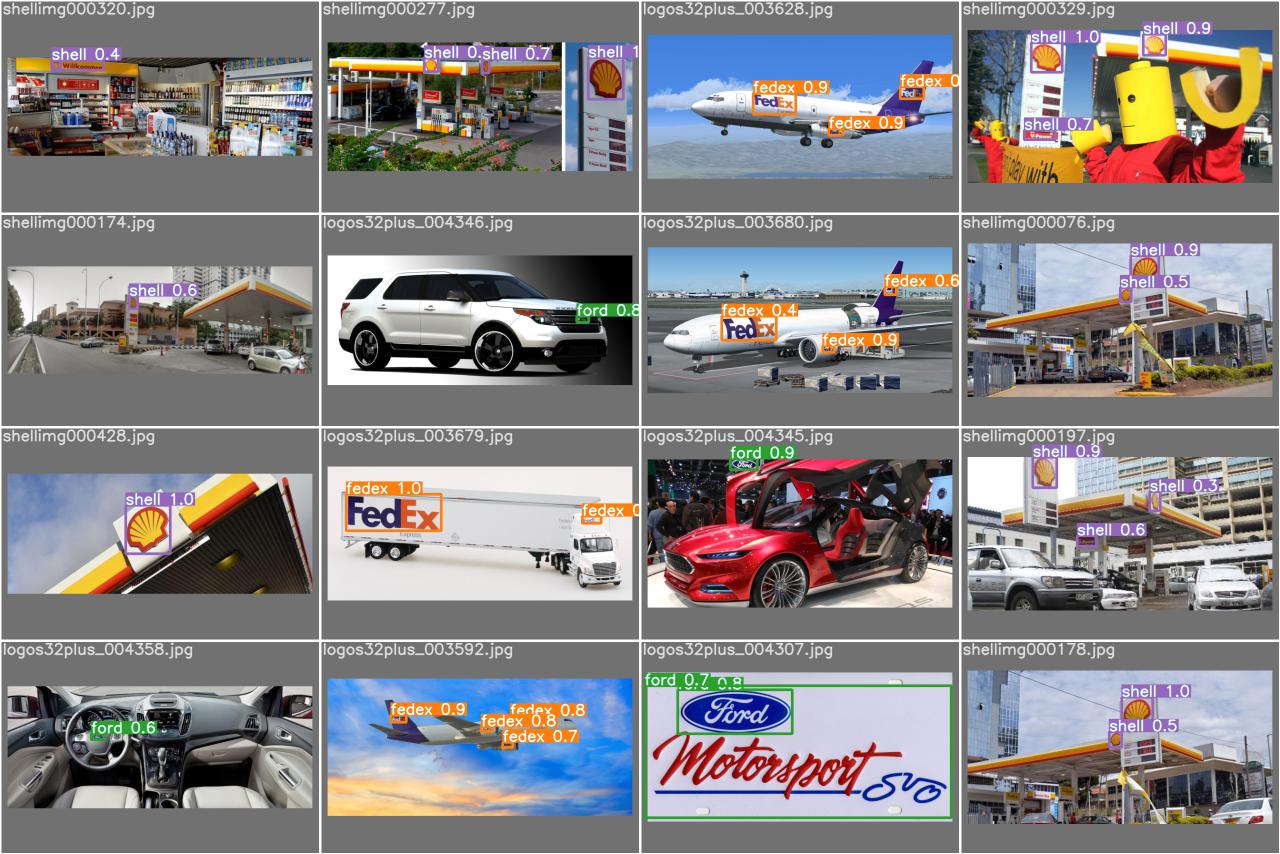 shellimg000320.jpg
shell 0.4
Willkommen
shellimg000277.jpg
shell 0.
shell 0.7
shell 1
logos32plus_003628.jpg
fedex 0.9
fedex 0
FedEx
fedex 0.9
shellimg000329.jpg
shell 1.0
shell 0.9
shell 0.7
play with
shellimg000174.jpg
shell 0.6
logos32plus_004346.jpg
ford 0.8
logos32plus_003680.jpg
fedex 0.6
fedex 0.4
FedEx
fedex 0.9
shellimg000076.jpg
shell 0.9
shell 0.5
shellimg000428.jpg
shell 1.0
logos32plus_003679.jpg
fedex 1.0
fedex 0
FedEx
Express
logos32plus_004345.jpg
ford 0.9
Ford
shellimg000197.jpg
shell 0.9
shell 0.3
shell 0.6
logos32plus_004358.jpg
ford 0.6
logos32plus_003592.jpg
fedex 0.9
fedex 0.8
fedex 0.8
fedex 0.7
logos32plus_004307.jpg
ford 0.7
ford 0.8
Ford
Motorsport
SVO
shellimg000178.jpg
shell 1.0
shell 0.5